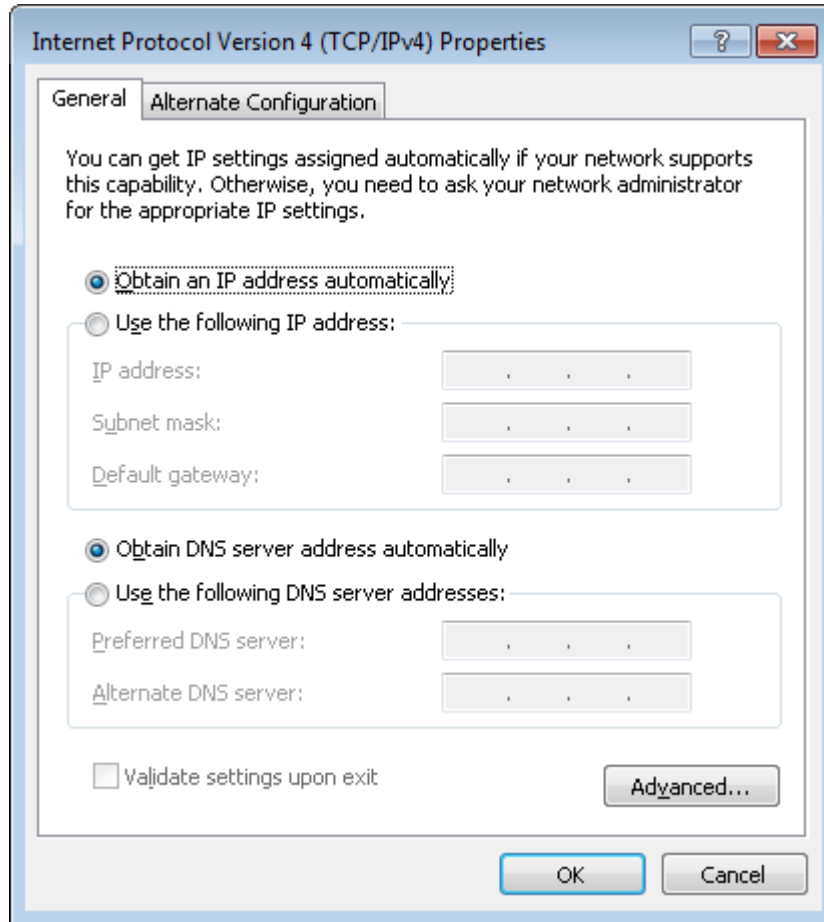 Internet Protocol Version 4 (TCP/IPv4) Properties
General
Alternate Configuration
You can get IP settings assigned automatically if your network supports
this capability. Otherwise, you need to ask your network administrator
for the appropriate IP settings.
Obtain an IP address automatically
Use the following IP address:
IP address:
Subnet mask:
Default gateway:
Obtain DNS server address automatically
Use the following DNS server addresses:
Preferred DNS server:
Alternate DNS server:
Validate settings upon exit
Advanced...
OK
Cancel